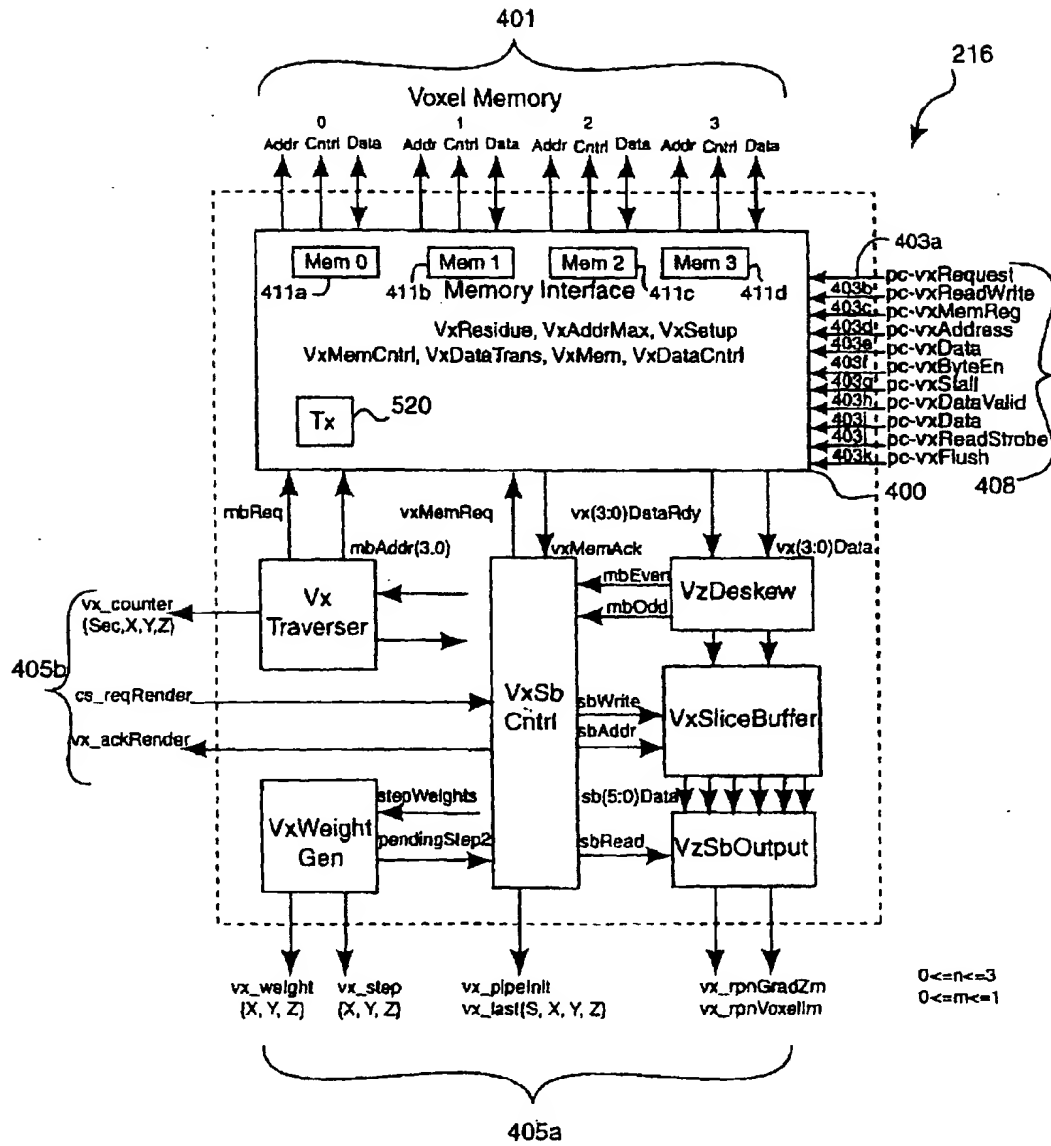 401
216
Voxel Memory
0 1 2 3
Addr Cntrl Data Addr Cntrl Data Addr Cntrl Data Addr Cntrl Data
403a
Mem 0 Mem 1 Mem 2 Mem 3
411a 411b 411c 411d
Memory Interface
VxResidue, VxAddrMax, VxSetup
VxMemCntrl, VxDataTrans, VxMem, VxDataCntrl
Tx
520
pc-vxRequest
403b pc-vxReadWrite
403c pc-vxMemReg
403d pc-vxAddress
403e pc-vxData
403f pc-vxByteEn
403g pc-vxStall
403h pc-vxDataValid
403i pc-vxData
403j pc-vxReadStrobe
403k pc-vxFlush
400
408
mbReq
mbAddr(3.0)
vxMemReq
vxMemAck
vx(3:0)DataRdy
vx(3:0)Data
Vx
Traverser
mbEven
mbOdd
VzDeskew
vx_counter
{Sec,X,Y,Z}
405b
cs_reqRender
vx_ackRender
VxSb
Cntrl
sbWrite
sbAddr
VxSliceBuffer
stepWeights
pendingStep2
VxWeight
Gen
sb(5:0)Data
sbRead
VzSbOutput
vx_weight
{X, Y, Z}
vx_step
{X, Y, Z}
vx_pipeInit
vx_last{S, X, Y, Z}
vx_rpnGradZm
vx_rpnVoxelm
0<=n<=3
0<=m<=1
405a